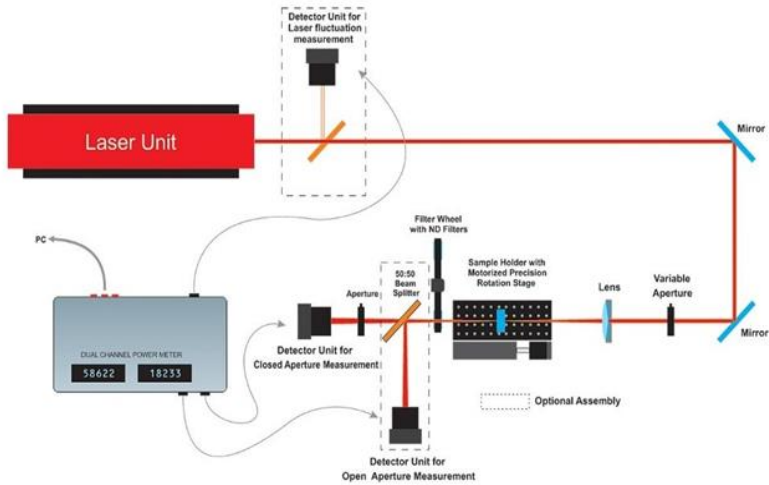 Detector Unit for
Laser fluctuation
measurement
Laser Unit
Mirror
Filter Wheel
with ND Filters
PC
50:50
Beam
Splitter
Sample Holder with
Motorized Precision
Rotation Stage
Lens
Variable
Aperture
Aperture
Mirror
Detector Unit for
Closed Aperture Measurement
DUAL CHANNEL POWER METER
58622
18233
Optional Assembly
Detector Unit for
Open Aperture Measurement